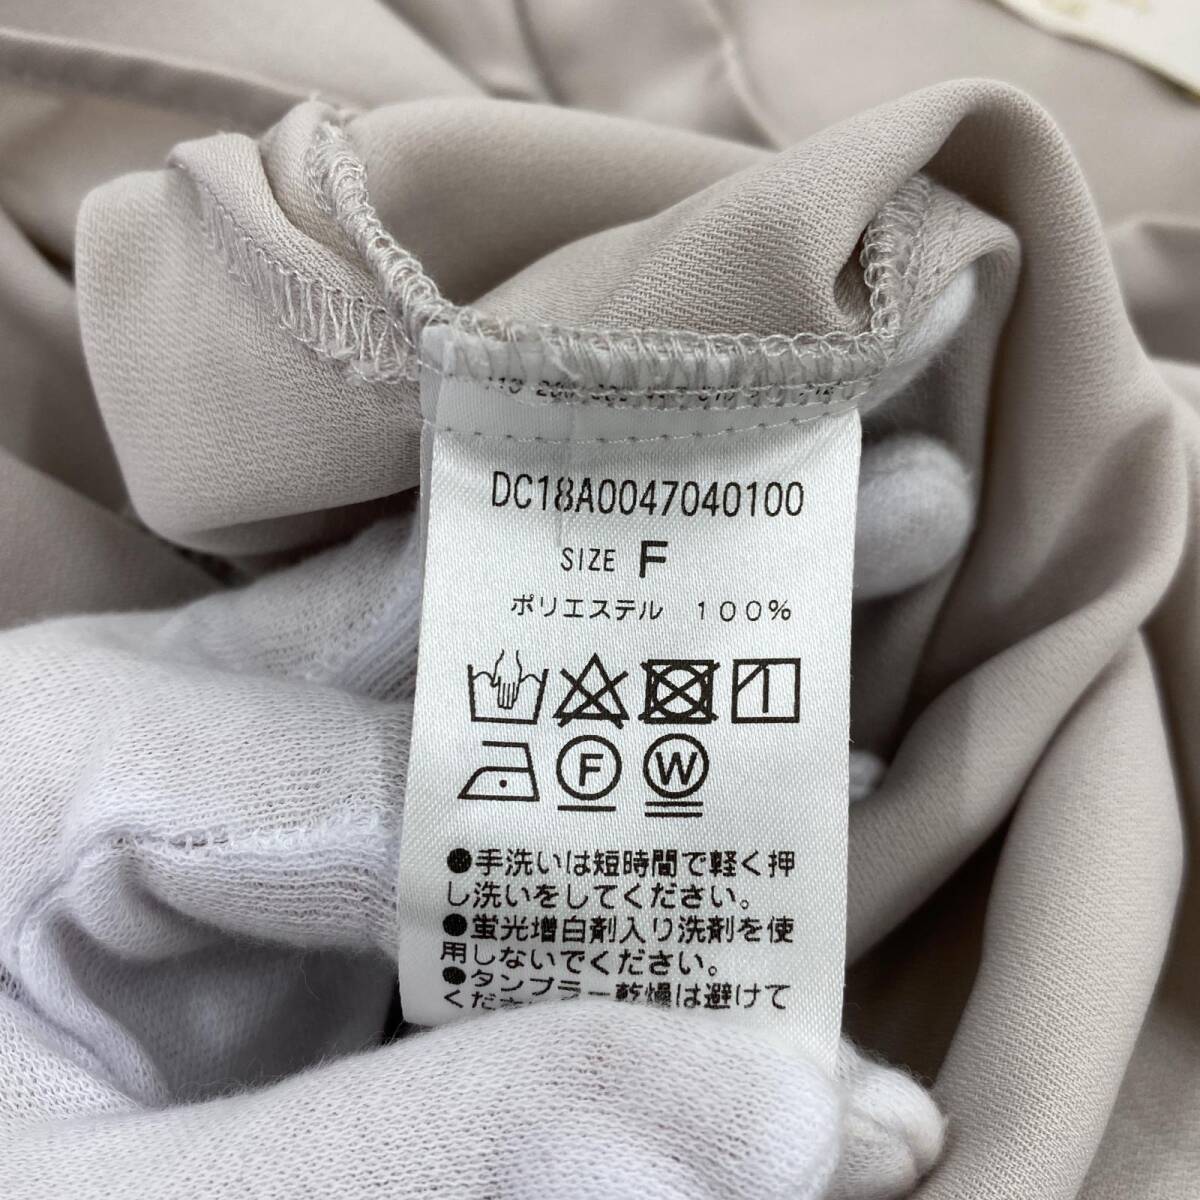 DC18A0047040100
SIZE F
ポリエステル 100%
F W
●手洗いは短時間で軽く押
し洗いをしてください。
●蛍光増白剤入り洗剤を使
用しないでください。
●タンブラー乾燥は避けて
くださ